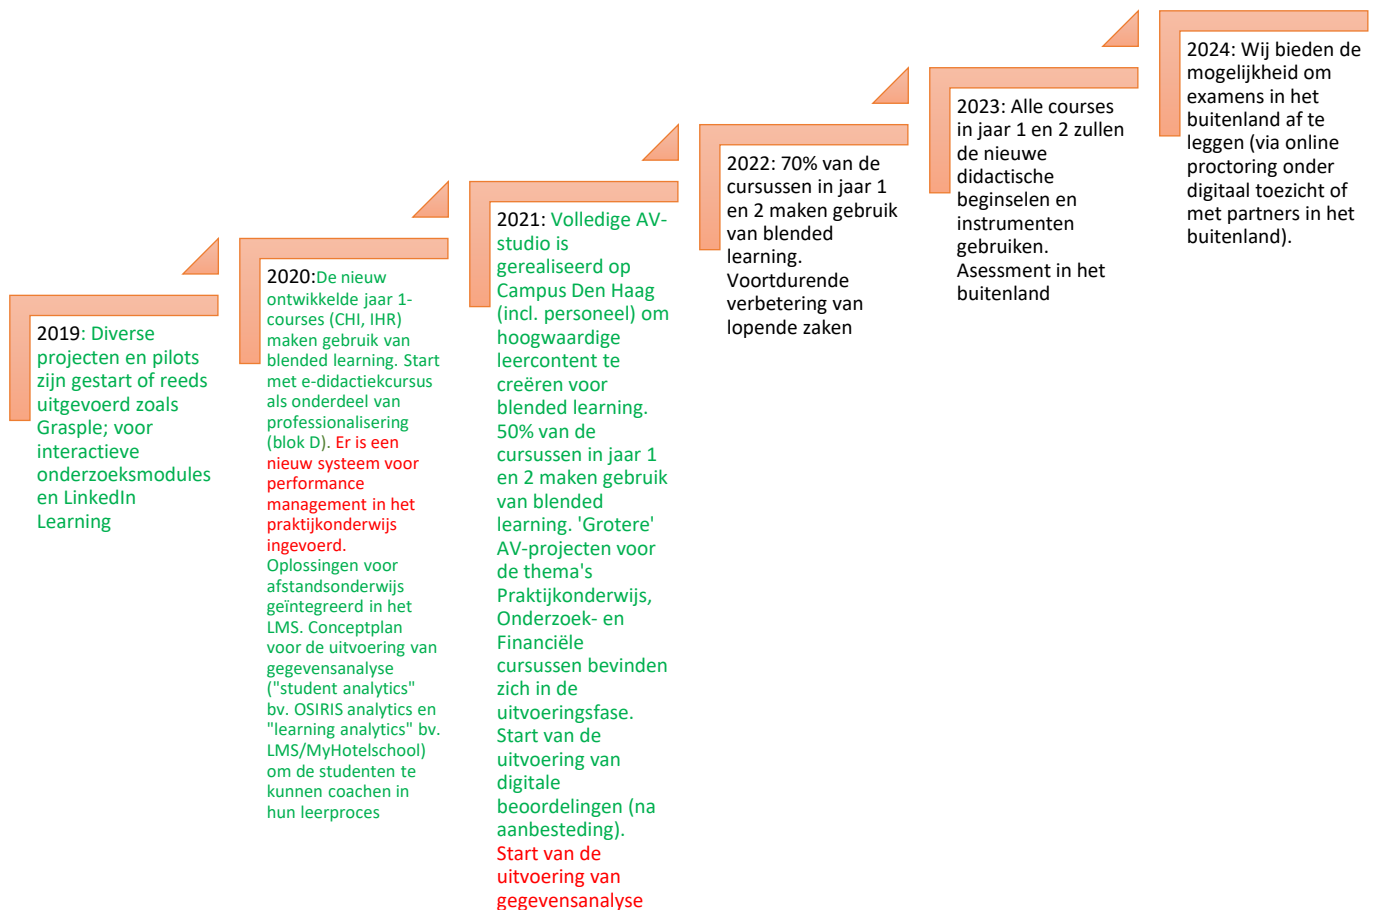 2019: Diverse
projecten en pilots
zijn gestart of reeds
uitgevoerd zoals
Grasple; voor
interactieve
onderzoeksmodules
en LinkedIn
Learning
2020:De nieuw
ontwikkelde jaar 1-
courses (CHI, IHR)
maken gebruik van
blended learning. Start
met e-didactiekcursus
als onderdeel van
professionalisering
(blok D). Er is een
nieuw systeem voor
performance
management in het
praktijkonderwijs
ingevoerd.
Oplossingen voor
afstandsonderwijs
geïntegreerd in het
LMS. Conceptplan
voor de uitvoering van
gegevensanalyse
("student analytics"
bv. OSIRIS analytics en
"learning analytics" bv.
LMS/MyHotelschool)
om de studenten te
kunnen coachen in
hun leerproces
2021: Volledige AV-
studio is
gerealiseerd op
Campus Den Haag
(incl. personeel) om
hoogwaardige
leercontent te
creëren voor
blended learning.
50% van de
cursussen in jaar 1
en 2 maken gebruik
van blended
learning. 'Grotere'
AV-projecten voor
de thema's
Praktijkonderwijs,
Onderzoek- en
Financiële
cursussen bevinden
zich in de
uitvoeringsfase.
Start van de
uitvoering van
digitale
beoordelingen (na
aanbesteding).
Start van de
uitvoering van
gegevensanalyse
2022: 70% van de
cursussen in jaar 1
en 2 maken gebruik
van blended
learning.
Voortdurende
verbetering van
lopende zaken
2023: Alle courses
in jaar 1 en 2 zullen
de nieuwe
didactische
beginselen en
instrumenten
gebruiken.
Asessment in het
buitenland
2024: Wij bieden de
mogelijkheid om
examens in het
buitenland af te
leggen (via online
proctoring onder
digitaal toezicht of
met partners in het
buitenland).